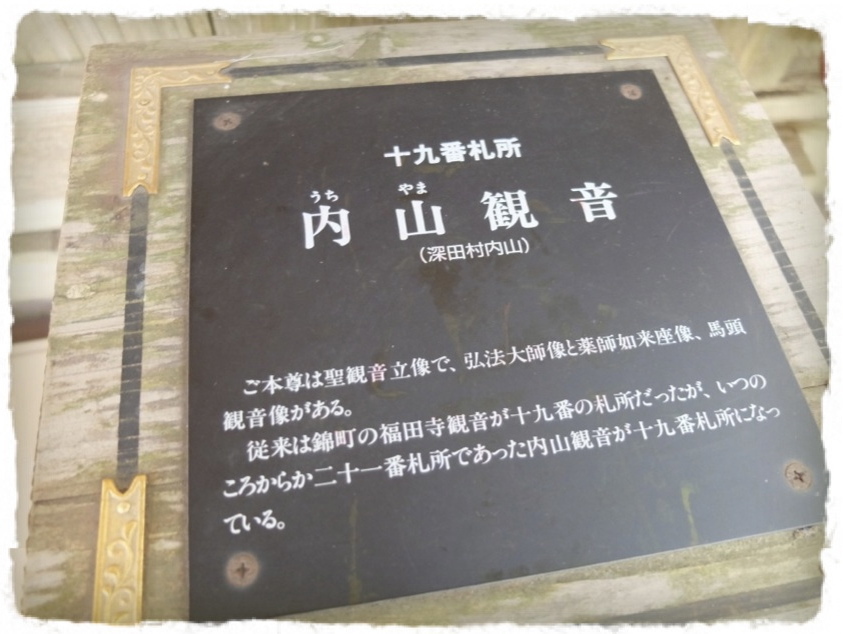 十九番札所
うち やま
内山観音
（深田村内山）
ご本尊は聖観音立像で、弘法大師像と薬師如来座像、馬頭
観音像がある。
従来は錦町の福田寺観音が十九番の札所だったが、いつの
ころからか二十一番札所であった内山観音が十九番札所になっ
ている。